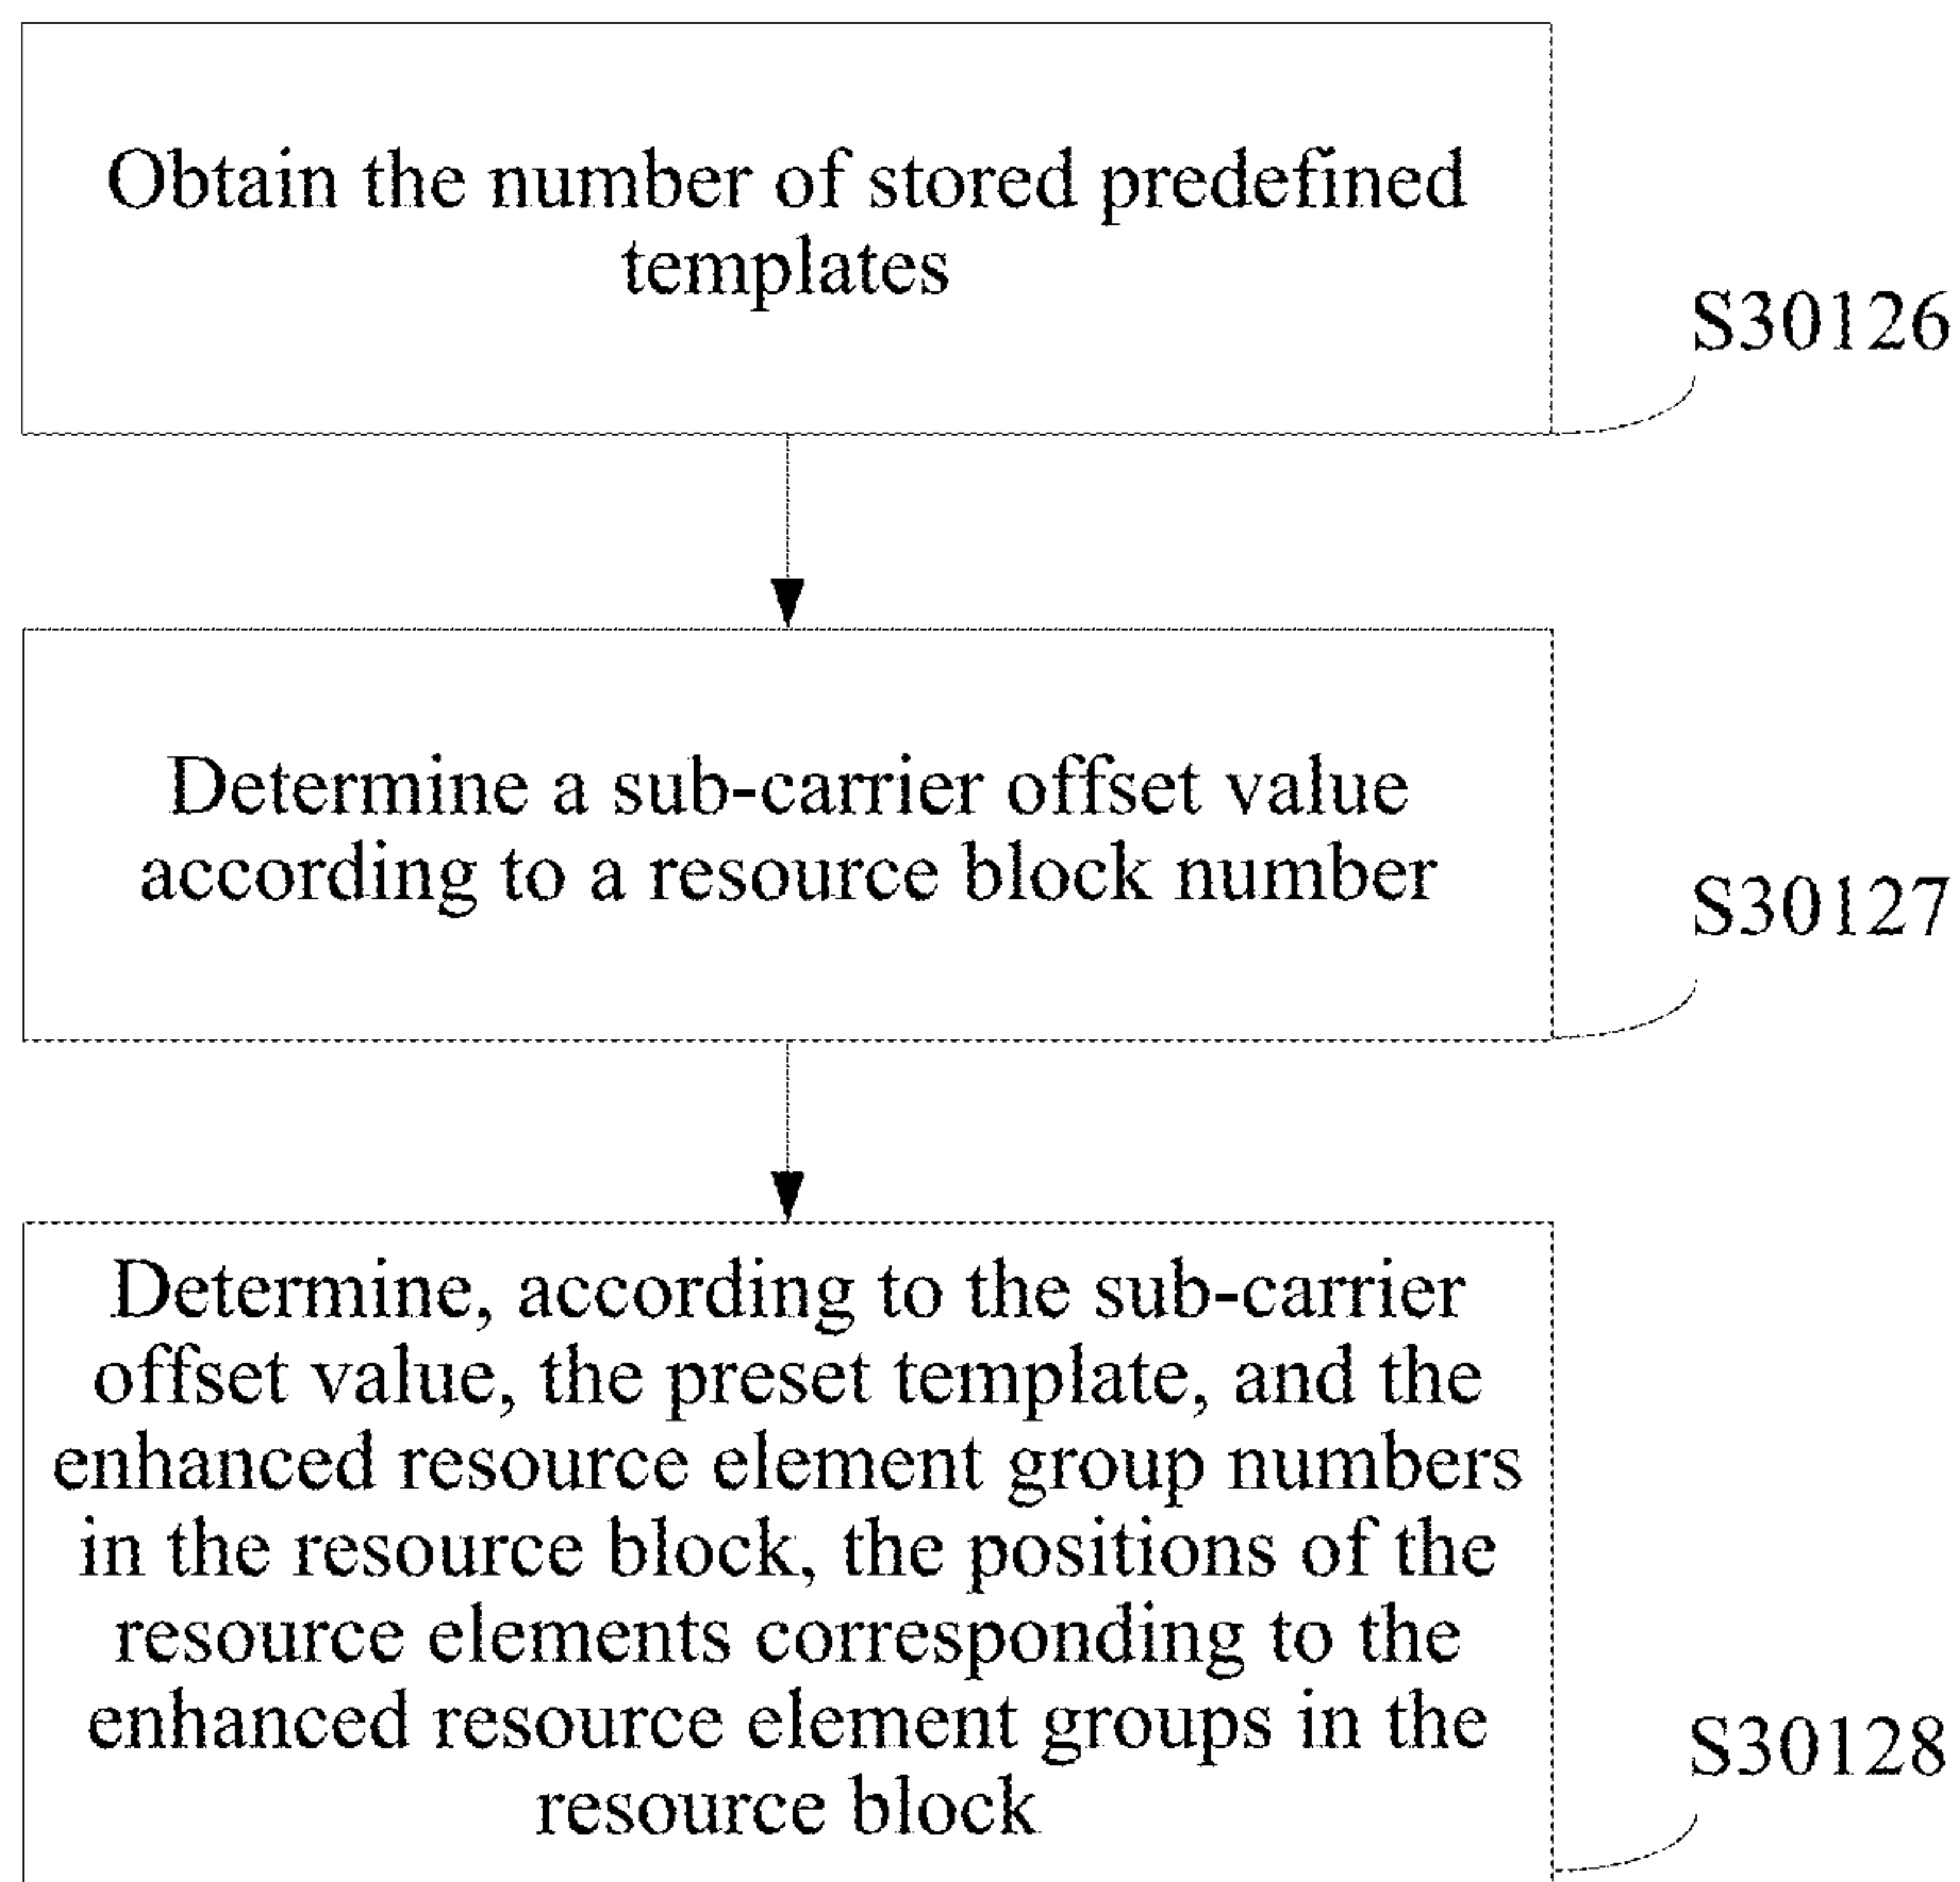 Obtain the number of stored predefined
templates
S30126
Determine a sub-carrier offset value
according to a resource block number
S30127
Determine, according to the sub-carrier
offset value, the preset template, and the
enhanced resource element group numbers
in the resource block, the positions of the
resource elements corresponding to the
enhanced resource element groups in the
resource block
S30128